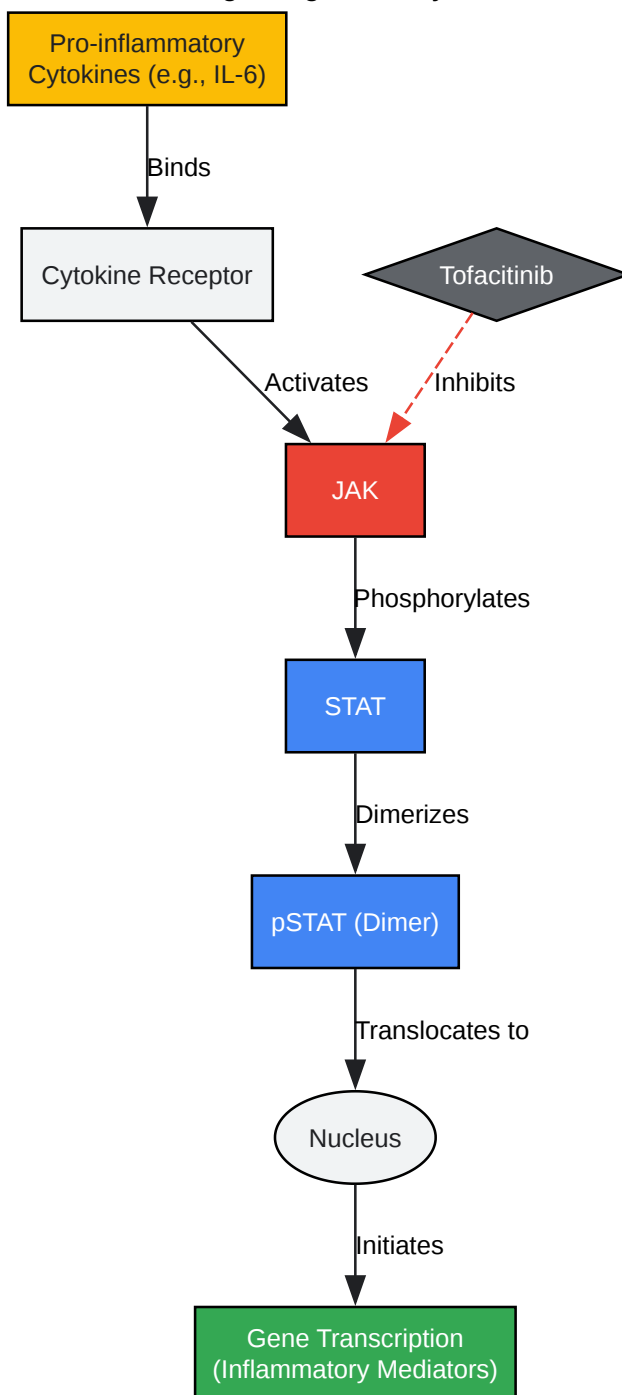 Pro-inflammatory
Cytokines (e.g., IL-6)
Binds
Cytokine Receptor
Tofacitinib
Activates
Inhibits
JAK
Phosphorylates
STAT
Dimerizes
pSTAT (Dimer)
Translocates to
Nucleus
Initiates
Gene Transcription
(Inflammatory Mediators)